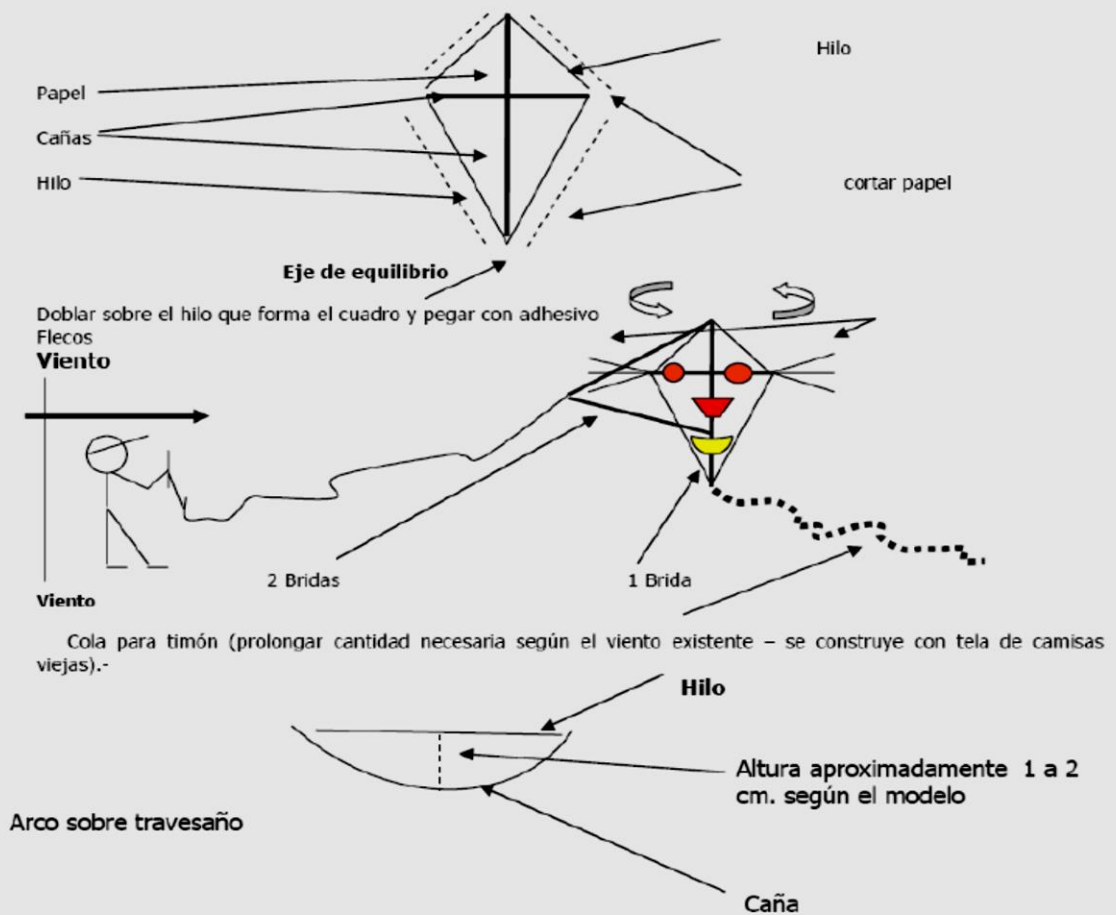 Hilo
Papel
Cañas
Hilo
cortar papel
Eje de equilibrio
Doblar sobre el hilo que forma el cuadro y pegar con adhesivo
Flecos
Viento
2 Bridas
1 Brida
Viento
Cola para timón (prolongar cantidad necesaria según el viento existente – se construye con tela de camisas
viejas).-
Hilo
Altura aproximadamente 1 a 2
cm. según el modelo
Arco sobre travesaño
Caña